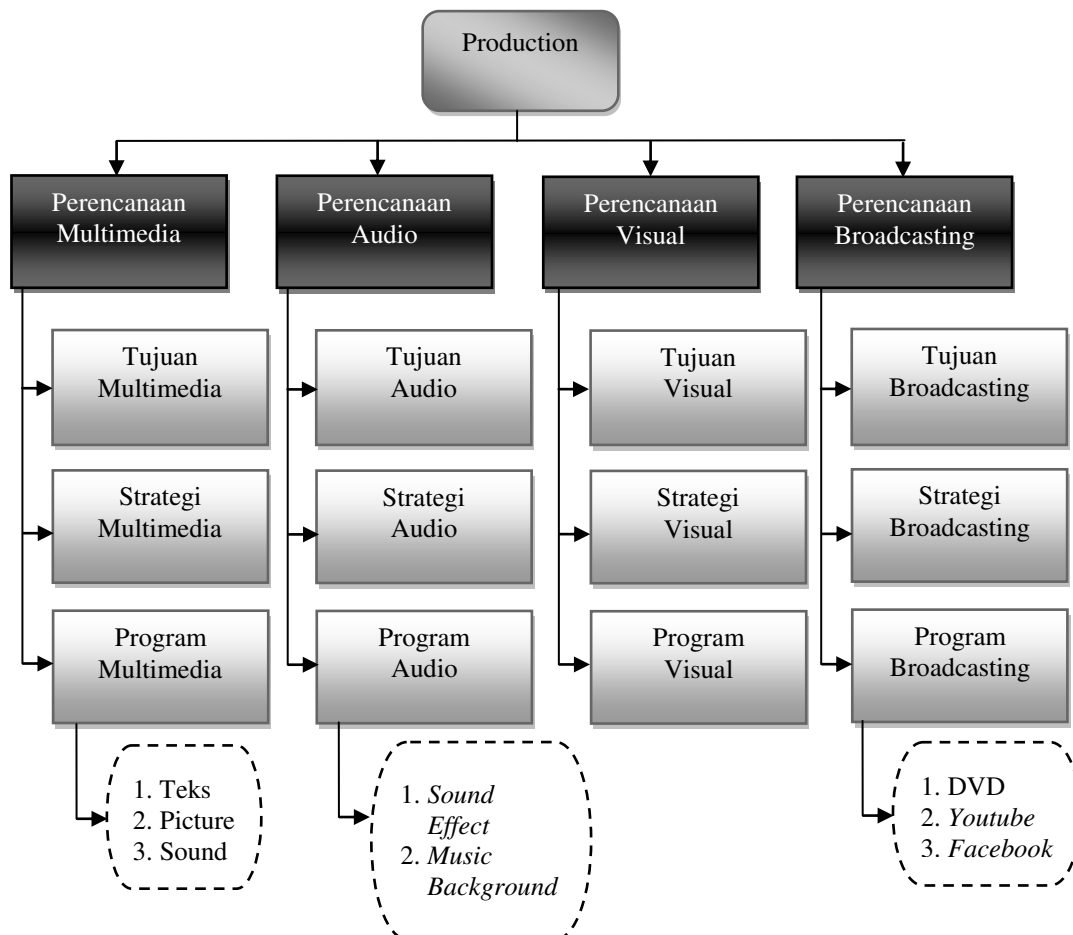 Production
Perencanaan
Multimedia
Perencanaan
Audio
Perencanaan
Visual
Perencanaan
Broadcasting
Tujuan
Multimedia
Tujuan
Audio
Tujuan
Visual
Tujuan
Broadcasting
Strategi
Multimedia
Strategi
Audio
Strategi
Visual
Strategi
Broadcasting
Program
Multimedia
Program
Audio
Program
Visual
Program
Broadcasting
1. Teks
2. Picture
3. Sound
1. Sound
Effect
2. Music
Background
1. DVD
2. Youtube
3. Facebook